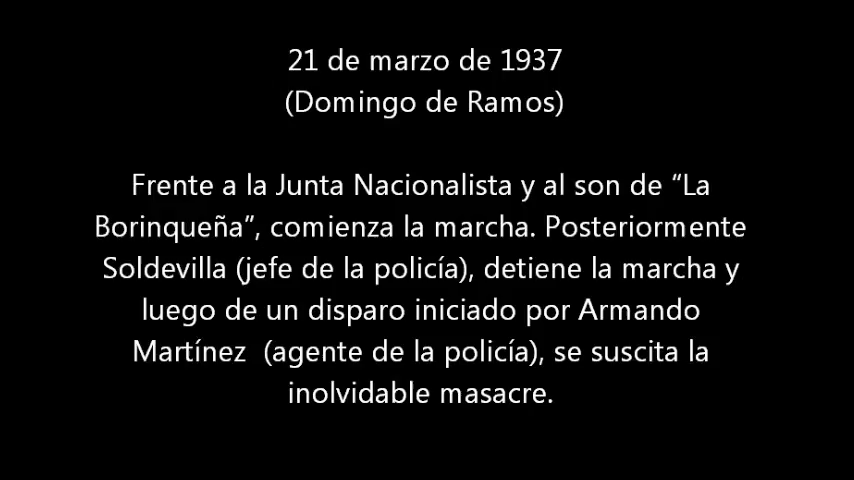 21 de marzo de 1937
(Domingo de Ramos)
Frente a la Junta Nacionalista y al son de “La
Borinqueña”, comienza la marcha. Posteriormente
Soldevilla (jefe de la policía), detiene la marcha y
luego de un disparo iniciado por Armando
Martínez  (agente de la policía), se suscita la
inolvidable masacre.